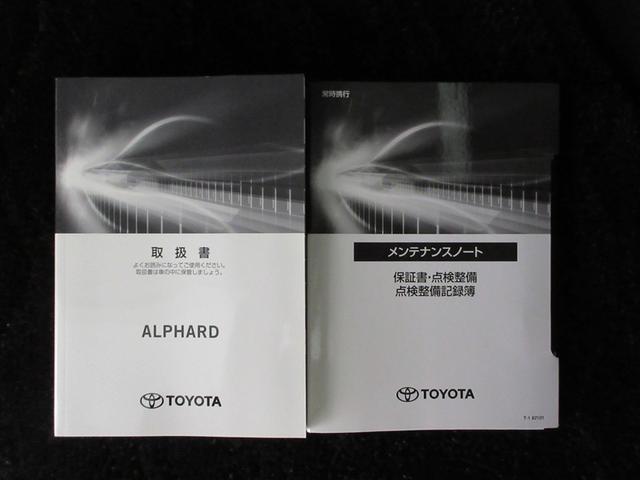 取扱書
よくお読みになってご使用ください。
取扱書は車の中に保管しましょう。
ALPHARD
TOYOTA
常時携行
メンテナンスノート
保証書・点検整備
点検整備記録簿
TOYOTA